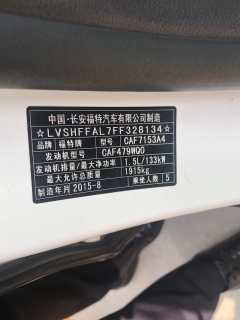 中国·长安福特汽车有限公司制造
☆LVSHFFAL7FF328134☆
品牌 福特牌 型号 CAF7153A4
发动机型号 CAF479WQ0
发动机排量/最大净功率 1.5L/133kW
最大允许总质量 1915kg
制造年月 2015-8 乘坐人数 5